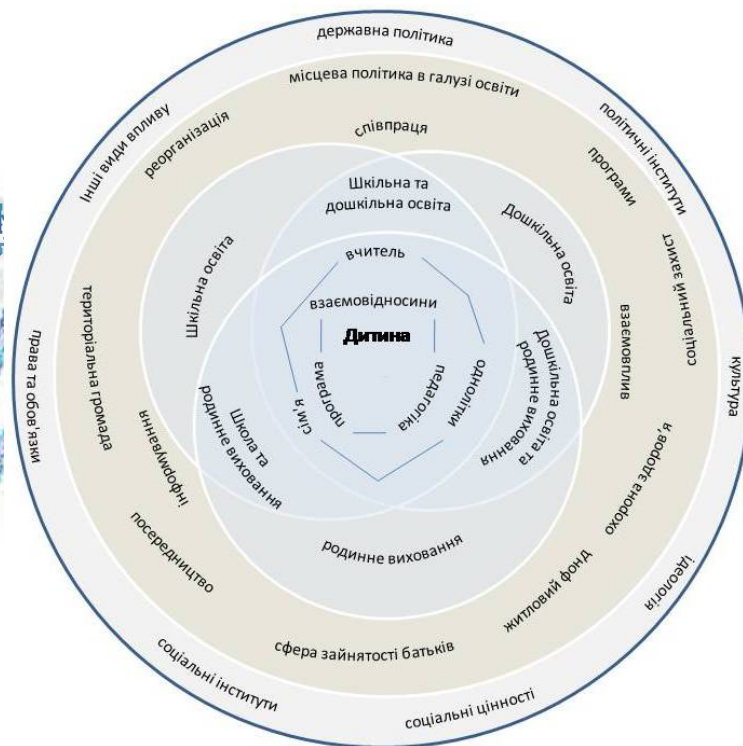 державна політика
місцева політика в галузі освіти
співпраця
Інші види впливу
реорганізація
політичні інститути
програми
Шкільна та
дошкільна освіта
Шкільна освіта
Дошкільна освіта
вчитель
взаємовідносини
Дитина
територіальна громада
права та обов'язки
соціальний захист
культура
взаємовплив
Дошкільна освіта та
родинне виховання
однолітки
педагогіка
програма
сім'я
Школа та
родинне виховання
інформування
посередництво
охорона здоров'я
ідеологія
житловий фонд
родинне виховання
сфера зайнятості батьків
соціальні інститути
соціальні цінності